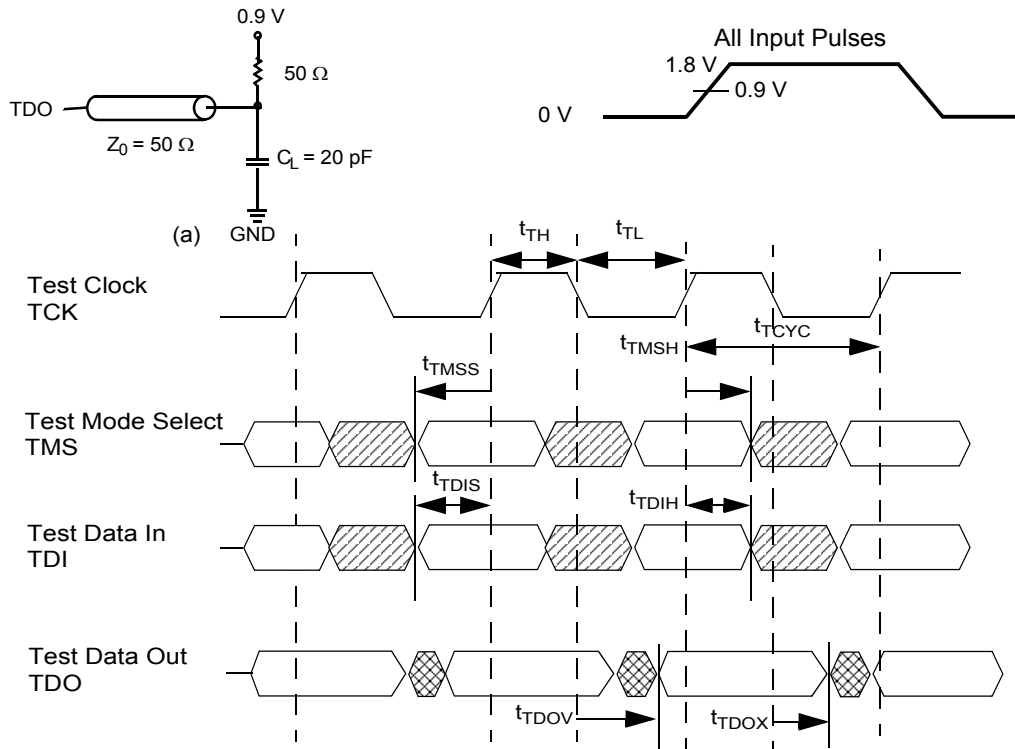 0.9 V
50 Ω
TDO
Z0 = 50 Ω
CL = 20 pF
(a)
GND
All Input Pulses
1.8 V
0.9 V
0 V
tTH
tTL
Test Clock
TCK
tTCYC
tTMSH
tTMSS
Test Mode Select
TMS
tTDIS
tTDIH
Test Data In
TDI
Test Data Out
TDO
tTDOV
tTDOX